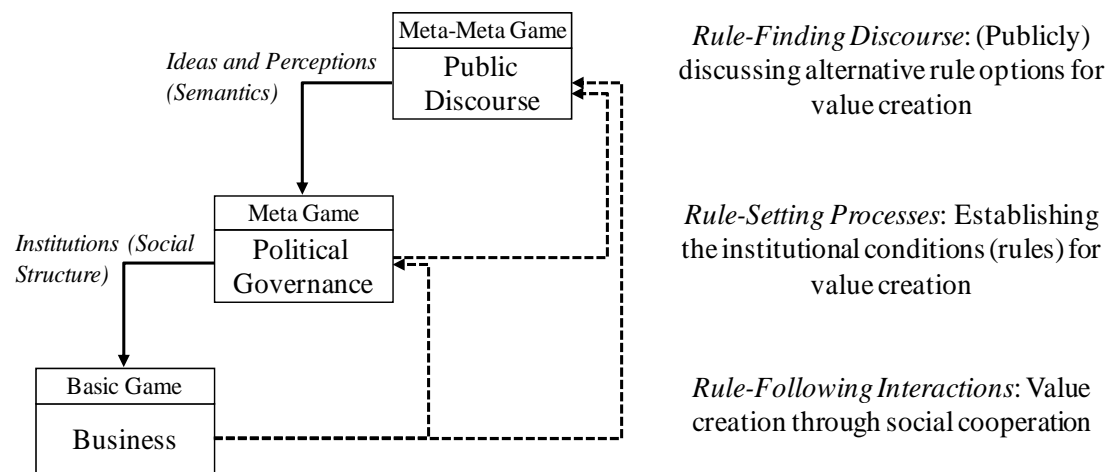 Meta-Meta Game
Public
Discourse
Ideas and Perceptions
(Semantics)
Rule-Finding Discourse: (Publicly)
discussing alternative rule options for
value creation
Meta Game
Political
Governance
Institutions (Social
Structure)
Rule-Setting Processes: Establishing
the institutional conditions (rules) for
value creation
Basic Game
Business
Rule-Following Interactions: Value
creation through social cooperation